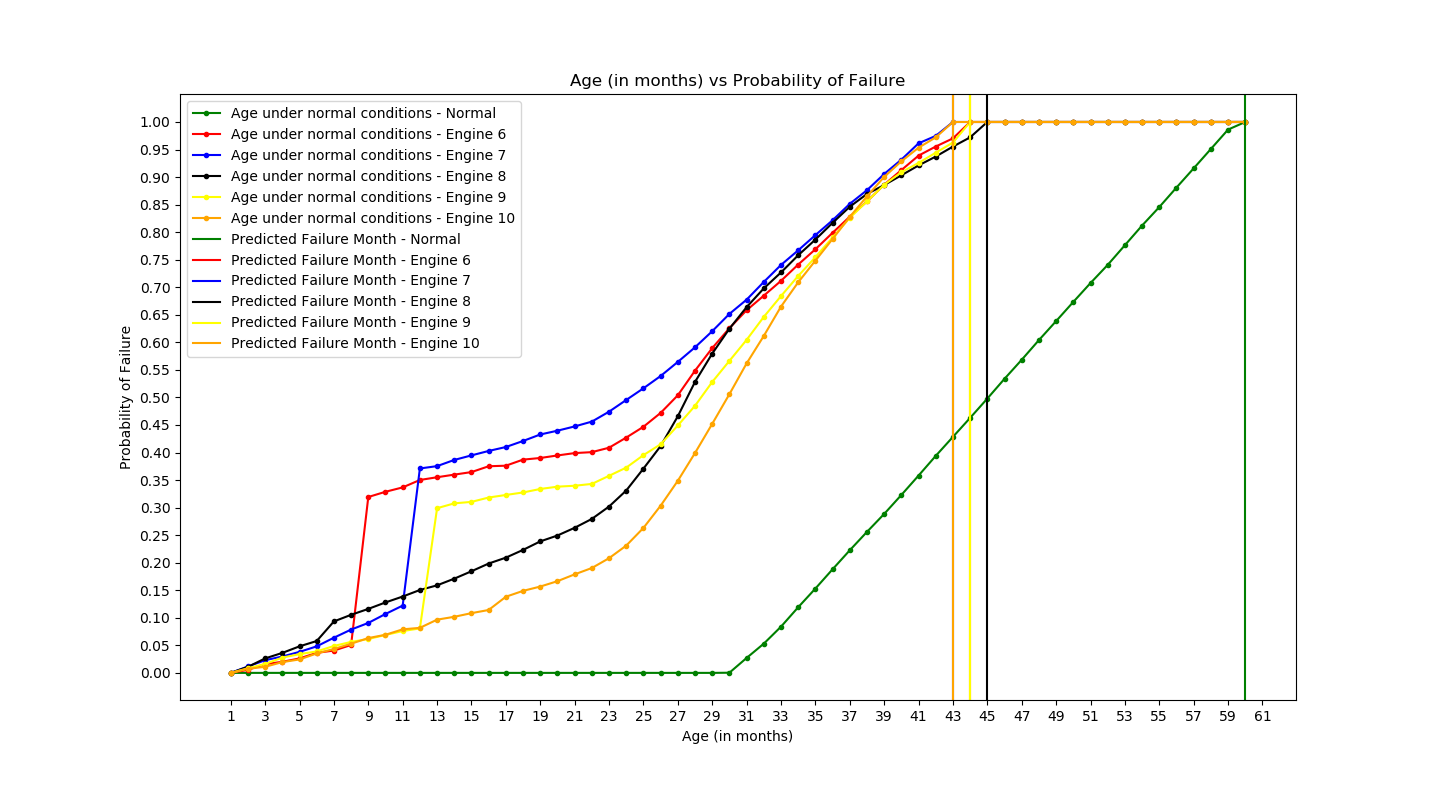 Age (in months) vs Probability of Failure
Age under normal conditions - Normal
Age under normal conditions - Engine 6
Age under normal conditions - Engine 7
Age under normal conditions - Engine 8
Age under normal conditions - Engine 9
Age under normal conditions - Engine 10
Predicted Failure Month - Normal
Predicted Failure Month - Engine 6
Predicted Failure Month - Engine 7
Predicted Failure Month - Engine 8
Predicted Failure Month - Engine 9
Predicted Failure Month - Engine 10
Probability of Failure
1.00
0.95
0.90
0.85
0.80
0.75
0.70
0.65
0.60
0.55
0.50
0.45
0.40
0.35
0.30
0.25
0.20
0.15
0.10
0.05
0.00
1 3 5 7 9 11 13 15 17 19 21 23 25 27 29 31 33 35 37 39 41 43 45 47 49 51 53 55 57 59 61
Age (in months)